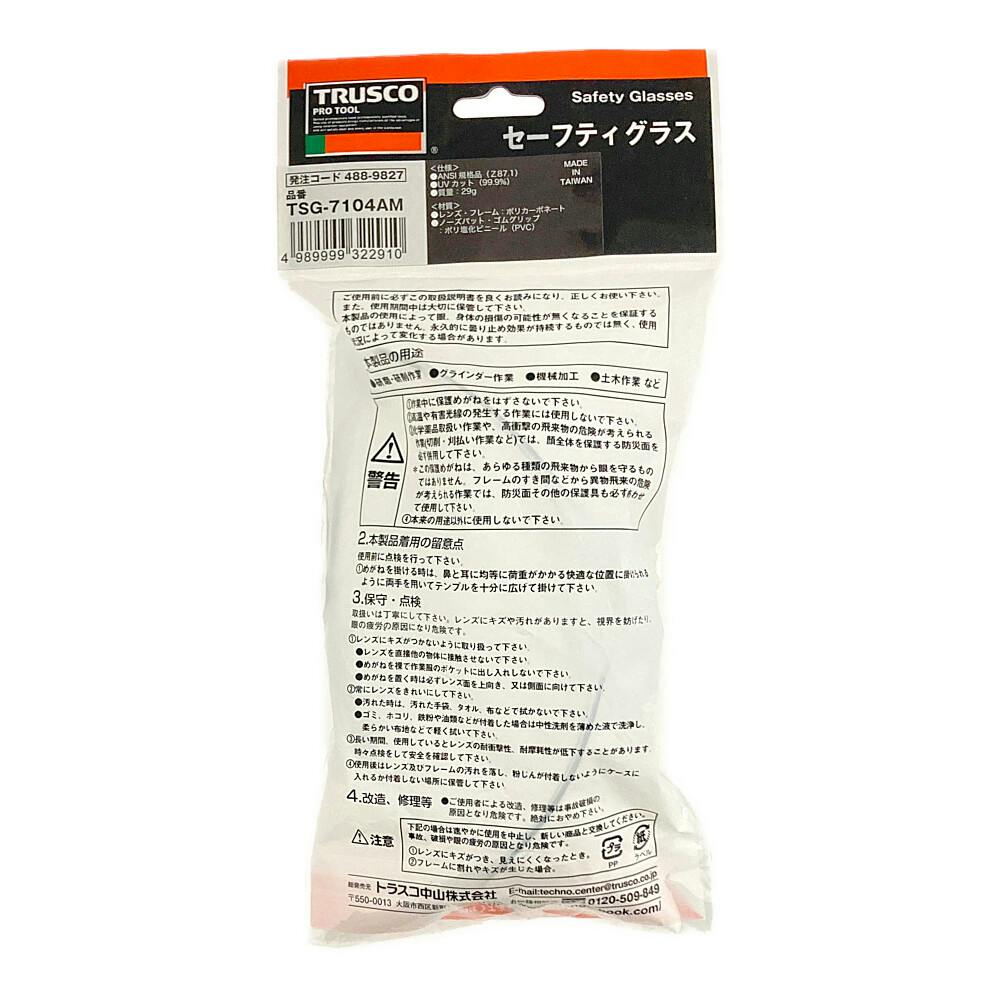 TRUSCO
PRO TOOL
®
Safety Glasses
セーフティグラス
発注コード 488-9827
品番
TSG-7104AM
4 989999 322910
<仕様>
●ANSI規格品（Z87.1）
●UVカット（99.9%）
●質量：29g
<材質>
●レンズ・フレーム：ポリカーボネート
●ノーズパット・ゴムグリップ
：ポリ塩化ビニール（PVC）
MADE
IN
TAIWAN
ご使用前に必ずこの取扱説明書を良くお読みになり、正しくお使い下さい。
また、使用期間中は大切に保管して下さい。
本製品の使用によって眼、身体の損傷の可能性が無くなることを保証する
ものではありません。永久的に曇り止め効果が持続するものでは無く、使用
状況によって変化する場合があります。
本製品の用途
●研磨・研削作業 ●グラインダー作業 ●機械加工 ●土木作業 など
警告
①作業中に保護めがねをはずさないで下さい。
②高温や有害光線の発生する作業には使用しないで下さい。
③化学薬品取扱い作業や、高衝撃の飛来物の危険が考えられる
作業(切削・刈払い作業など)では、顔全体を保護する防災面を
必ず併用して下さい。
＊この保護めがねは、あらゆる種類の飛来物から眼を守るもの
ではありません。フレームのすき間などから異物飛来の危険
が考えられる作業では、防災面その他の保護具も必ずあわせ
て使用して下さい。
④本来の用途以外に使用しないで下さい。
2.本製品着用の留意点
使用前に点検を行って下さい。
①めがねを掛ける時は、鼻と耳に均等に荷重がかかる快適な位置に掛けられる
ように両手を用いてテンプルを十分に広げて掛けて下さい。
3.保守・点検
取扱いは丁寧にして下さい。レンズにキズや汚れがありますと、視界を妨げたり、
眼の疲労の原因になり危険です。
①レンズにキズがつかないように取り扱って下さい。
●レンズを直接他の物体に接触させないで下さい。
●めがねを裸で作業服のポケットに出し入れしないで下さい。
●めがねを置く時は必ずレンズ面を上向き、又は側面に向けて下さい。
②常にレンズをきれいにして下さい。
●汚れた時は、汚れた手袋、タオル、布などで拭かないで下さい。
●ゴミ、ホコリ、鉄粉や油類などが付着した場合は中性洗剤を薄めた液で洗浄し、
柔らかい布地などで軽く拭いて下さい。
③長い期間、使用しているとレンズの耐衝撃性、耐摩耗性が低下することがあります。
時々点検をして安全を確認して下さい。
④使用後はレンズ及びフレームの汚れを落し、粉じんが付着しないようにケースに
入れるか付着しない場所に保管して下さい。
4.改造、修理等 ●ご使用者による改造、修理等は事故破損の
原因となり危険です。絶対におやめ下さい。
注意
下記の場合は速やかに使用を中止し、新しい商品と交換してください。
事故、破損や眼の疲労の原因となり危険です。
①レンズにキズがつき、見えにくくなったとき。
②フレームに割れやキズが生じた場合。
プラ
PP
紙
ラベル
総発売元 トラスコ中山株式会社
〒550-0013 大阪市西区新
E-mail:techno.center@trusco.co.jp
0120-509-849
book.com/